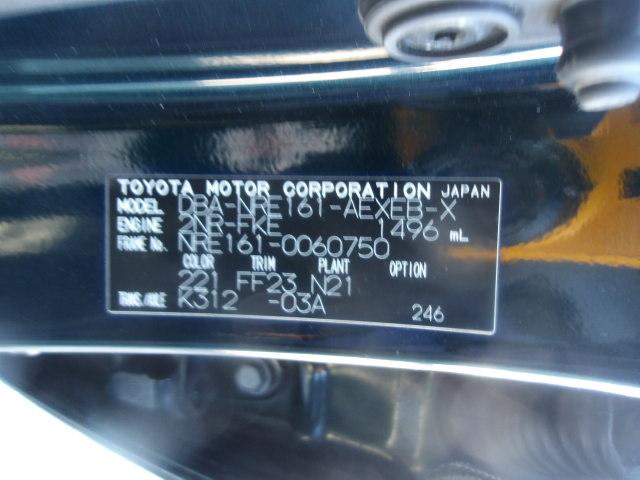 TOYOTA MOTOR CORPORATION JAPAN
MODEL DBA-NRE161-AEXEB-X
ENGINE 2NR-FKE 1496 mL
FRAME No. NRE161-0060750
COLOR TRIM PLANT OPTION
221 FF23 N21
TRANS/AXLE K312 -03A 246